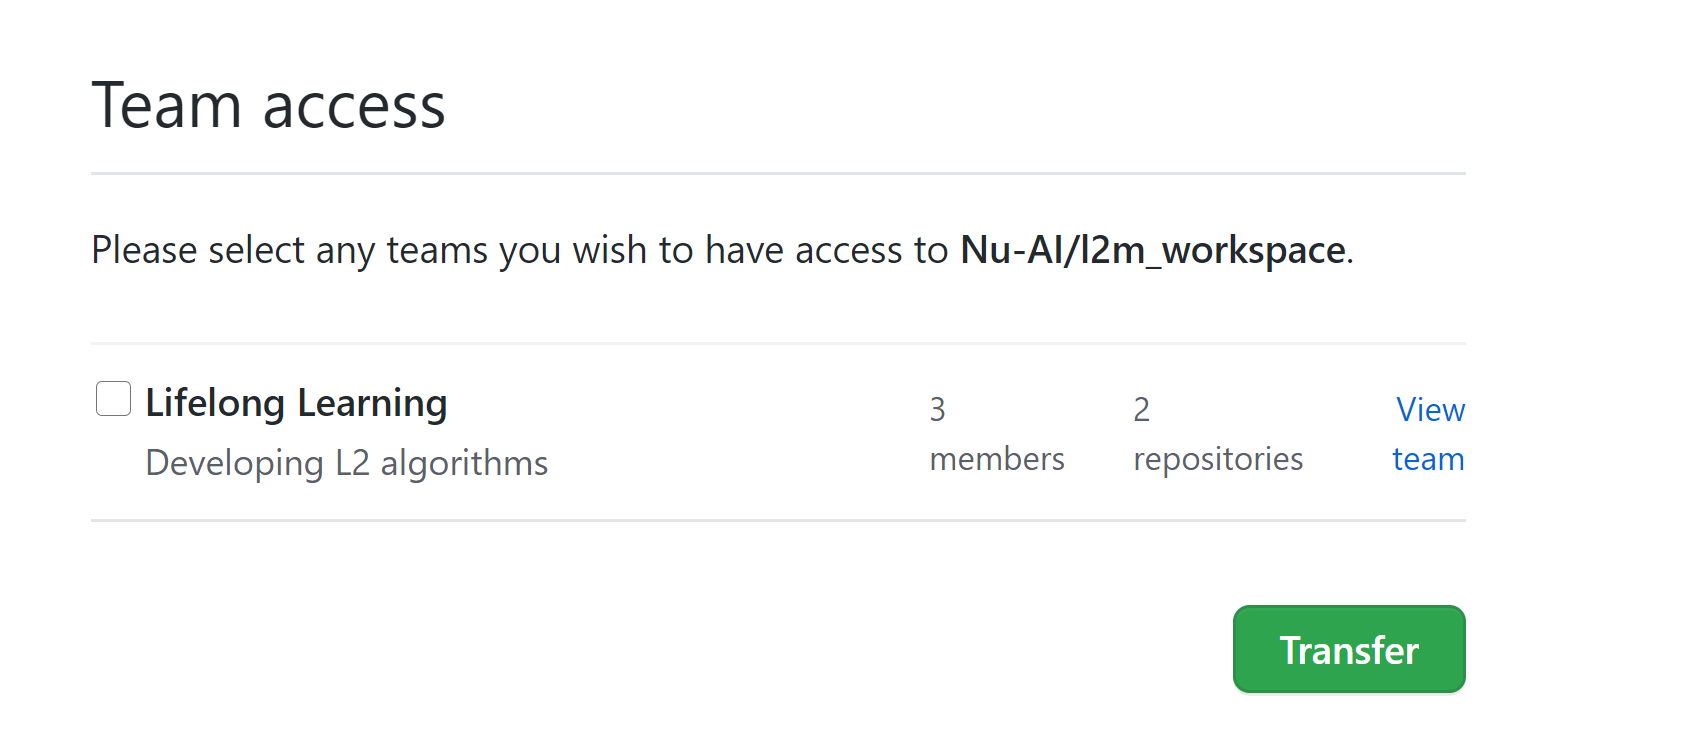 Team access
Please select any teams you wish to have access to Nu-AI/l2m_workspace.
Lifelong Learning
Developing L2 algorithms
3 members
2 repositories
View team
Transfer